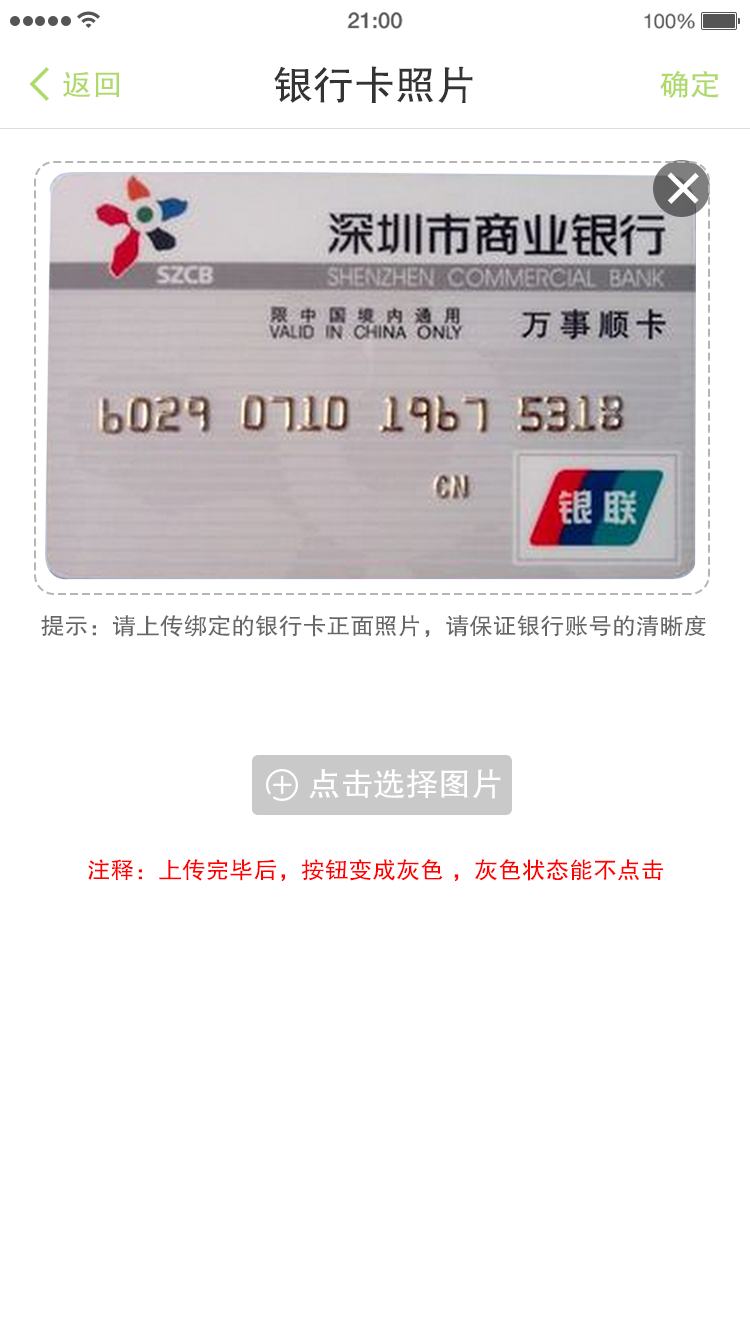 21:00 100%
返回 银行卡照片 确定
深圳市商业银行
SZCB SHENZHEN COMMERCIAL BANK
限中国境内通用 万事顺卡
VALID IN CHINA ONLY
6029 0710 1967 5318
CN
银联
提示：请上传绑定的银行卡正面照片，请保证银行账号的清晰度
点击选择图片
注释：上传完毕后，按钮变成灰色 ，灰色状态能不点击